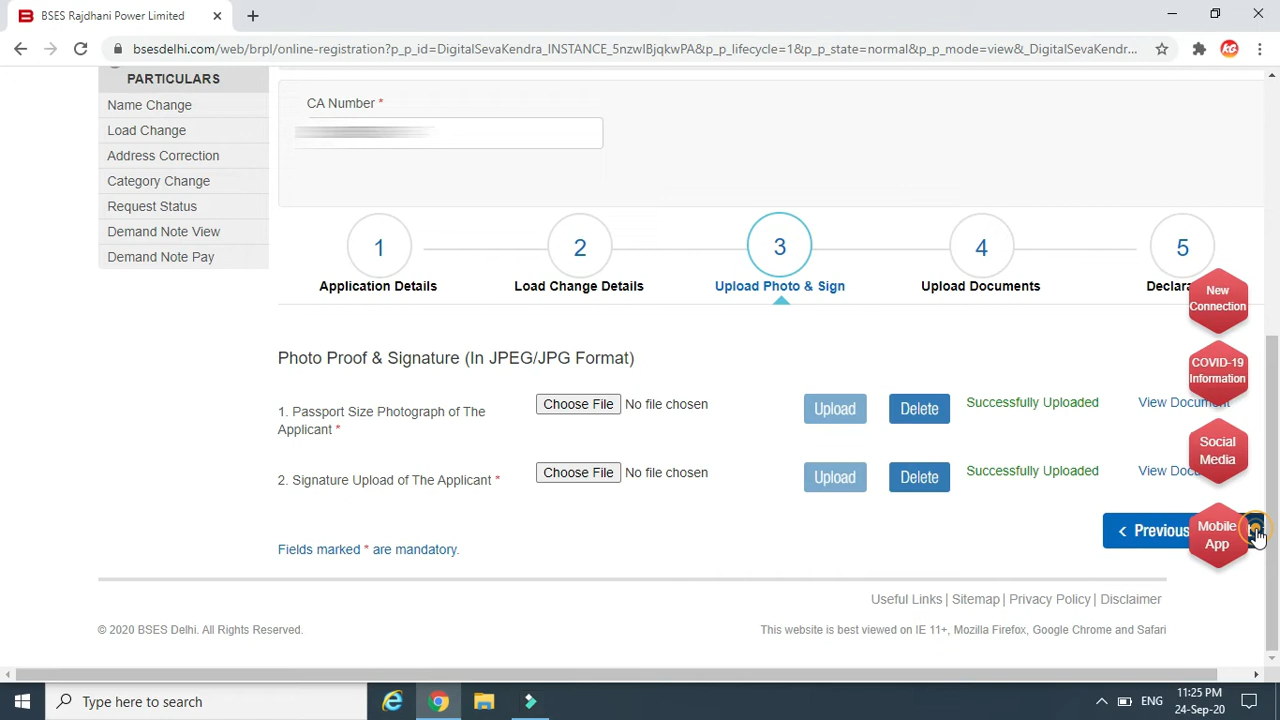 BSES Rajdhani Power Limited
bsesdelhi.com/web/brpl/online-registration?p_p_id=DigitalSevaKendra_INSTANCE_5nzwlBjqkwPA&p_p_lifecycle=1&p_p_state=normal&p_p_mode=view&_DigitalSevaKendr...
PARTICULARS
Name Change
Load Change
Address Correction
Category Change
Request Status
Demand Note View
Demand Note Pay
CA Number *
1 2 3 4 5
Application Details Load Change Details Upload Photo & Sign Upload Documents Declara
New
Connection
COVID-19
Information
Social
Media
Mobile
App
Photo Proof & Signature (In JPEG/JPG Format)
1. Passport Size Photograph of The
Applicant *
Choose File No file chosen Upload Delete Successfully Uploaded View Document
2. Signature Upload of The Applicant * Choose File No file chosen Upload Delete Successfully Uploaded View Docu
< Previous
Fields marked * are mandatory.
Useful Links | Sitemap | Privacy Policy | Disclaimer
© 2020 BSES Delhi. All Rights Reserved. This website is best viewed on IE 11+, Mozilla Firefox, Google Chrome and Safari
Type here to search
ENG
11:25 PM
24-Sep-20